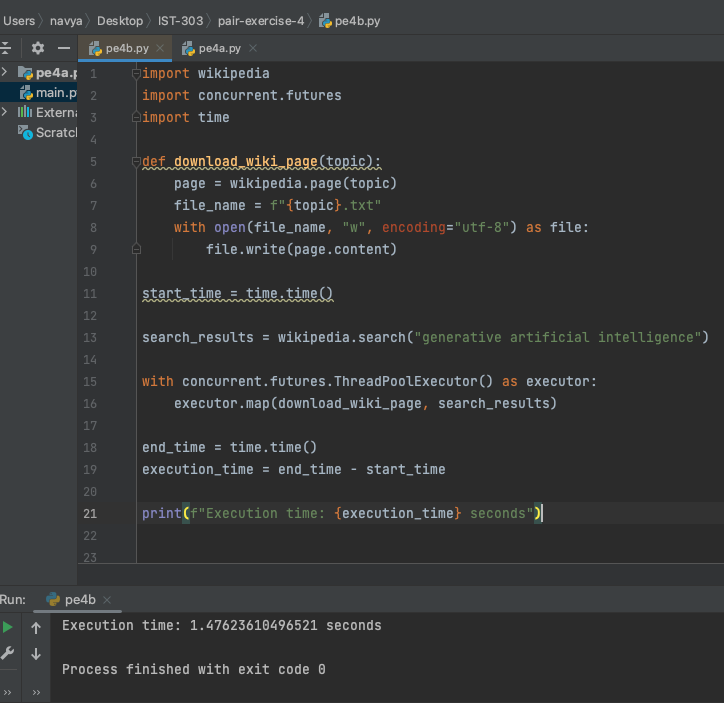 Users > navya > Desktop > IST-303 > pair-exercise-4 > pe4b.py
pe4b.py × pe4a.py ×
pe4a.p
main.p
Externa
Scratch
1 import wikipedia
2 import concurrent.futures
3 import time
4
5 def download_wiki_page(topic):
6     page = wikipedia.page(topic)
7     file_name = f"{topic}.txt"
8     with open(file_name, "w", encoding="utf-8") as file:
9         file.write(page.content)
10
11 start_time = time.time()
12
13 search_results = wikipedia.search("generative artificial intelligence")
14
15 with concurrent.futures.ThreadPoolExecutor() as executor:
16     executor.map(download_wiki_page, search_results)
17
18 end_time = time.time()
19 execution_time = end_time - start_time
20
21 print(f"Execution time: {execution_time} seconds")
22
23
Run: pe4b ×
Execution time: 1.47623610496521 seconds
Process finished with exit code 0